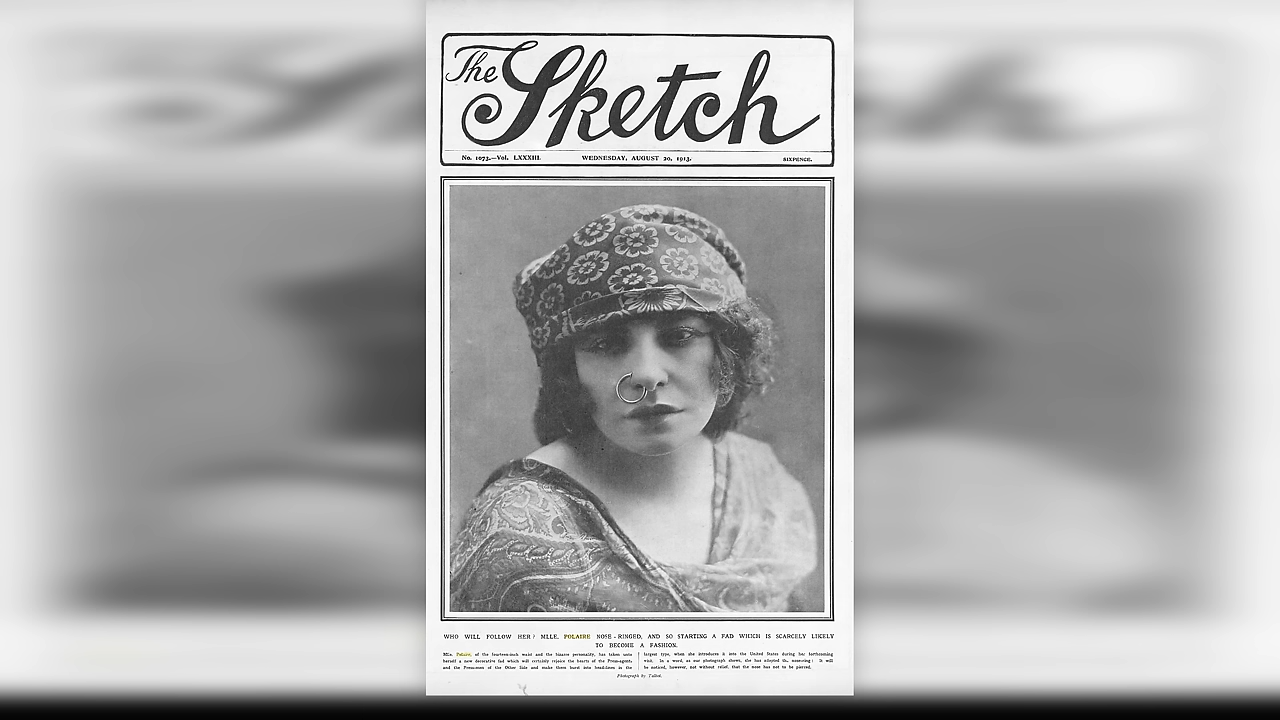 The Sketch
No. 1073.—Vol. LXXXIII. WEDNESDAY, AUGUST 20, 1913. SIXPENCE.
WHO WILL FOLLOW HER? MLLE. POLAIRE NOSE-RINGED, AND SO STARTING A FAD WHICH IS SCARCELY LIKELY
TO BECOME A FASHION.
Mlle. Polaire, of the fourteen-inch waist and the bizarre personality, has taken unto
herself a new decorative fad which will certainly rejoice the hearts of the Press-agents
and the Press-men of the Other Side and make them burst into head-lines in the
largest type, when she introduces it into the United States during her forthcoming
visit. In a word, as our photograph shows, she has adopted the nose-ring! It will
be noticed, however, not without relief, that the nose has not to be pierced.
Photograph by Talbot.